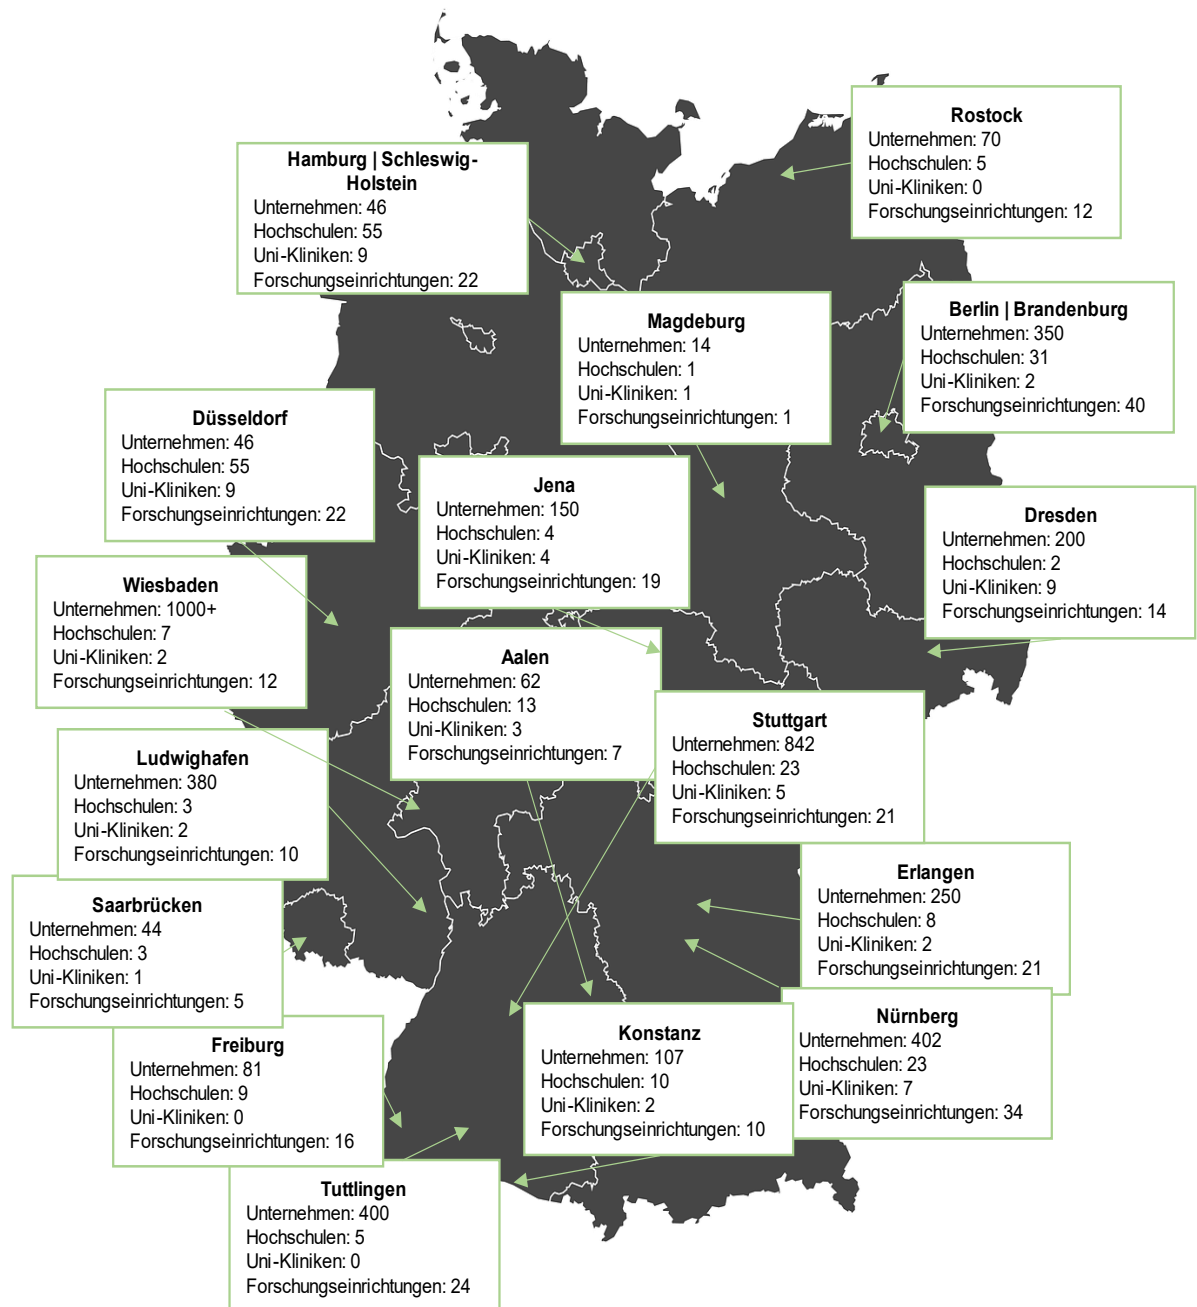 Rostock
Unternehmen: 70
Hochschulen: 5
Uni-Kliniken: 0
Forschungseinrichtungen: 12
Hamburg | Schleswig-
Holstein
Unternehmen: 46
Hochschulen: 55
Uni-Kliniken: 9
Forschungseinrichtungen: 22
Berlin | Brandenburg
Unternehmen: 350
Hochschulen: 31
Uni-Kliniken: 2
Forschungseinrichtungen: 40
Magdeburg
Unternehmen: 14
Hochschulen: 1
Uni-Kliniken: 1
Forschungseinrichtungen: 1
Düsseldorf
Unternehmen: 46
Hochschulen: 55
Uni-Kliniken: 9
Forschungseinrichtungen: 22
Jena
Unternehmen: 150
Hochschulen: 4
Uni-Kliniken: 4
Forschungseinrichtungen: 19
Dresden
Unternehmen: 200
Hochschulen: 2
Uni-Kliniken: 9
Forschungseinrichtungen: 14
Wiesbaden
Unternehmen: 1000+
Hochschulen: 7
Uni-Kliniken: 2
Forschungseinrichtungen: 12
Aalen
Unternehmen: 62
Hochschulen: 13
Uni-Kliniken: 3
Forschungseinrichtungen: 7
Stuttgart
Unternehmen: 842
Hochschulen: 23
Uni-Kliniken: 5
Forschungseinrichtungen: 21
Ludwighafen
Unternehmen: 380
Hochschulen: 3
Uni-Kliniken: 2
Forschungseinrichtungen: 10
Erlangen
Unternehmen: 250
Hochschulen: 8
Uni-Kliniken: 2
Forschungseinrichtungen: 21
Saarbrücken
Unternehmen: 44
Hochschulen: 3
Uni-Kliniken: 1
Forschungseinrichtungen: 5
Nürnberg
Unternehmen: 402
Hochschulen: 23
Uni-Kliniken: 7
Forschungseinrichtungen: 34
Konstanz
Unternehmen: 107
Hochschulen: 10
Uni-Kliniken: 2
Forschungseinrichtungen: 10
Freiburg
Unternehmen: 81
Hochschulen: 9
Uni-Kliniken: 0
Forschungseinrichtungen: 16
Tuttlingen
Unternehmen: 400
Hochschulen: 5
Uni-Kliniken: 0
Forschungseinrichtungen: 24